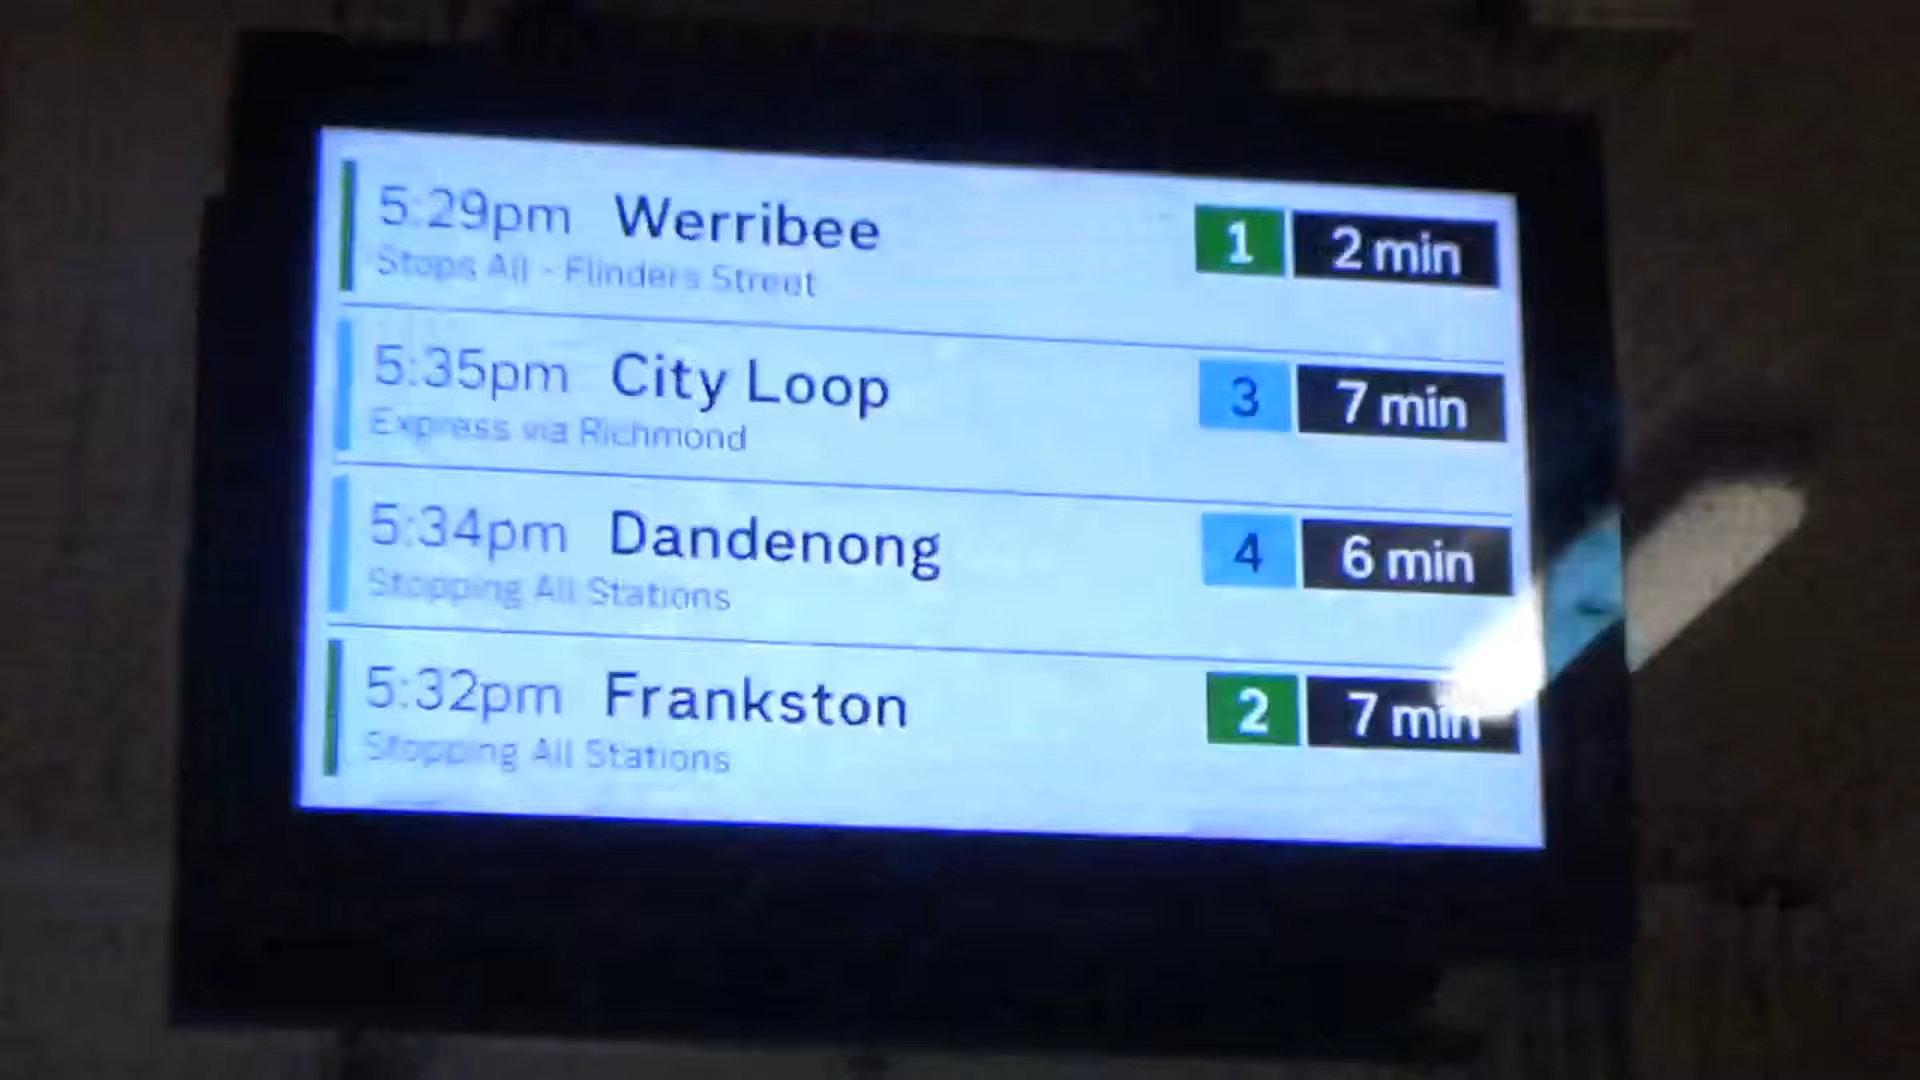 5:29pm Werribee 1 2 min
Stops All - Flinders Street
5:35pm City Loop 3 7 min
Express via Richmond
5:34pm Dandenong 4 6 min
Stopping All Stations
5:32pm Frankston 2 7 min
Stopping All Stations